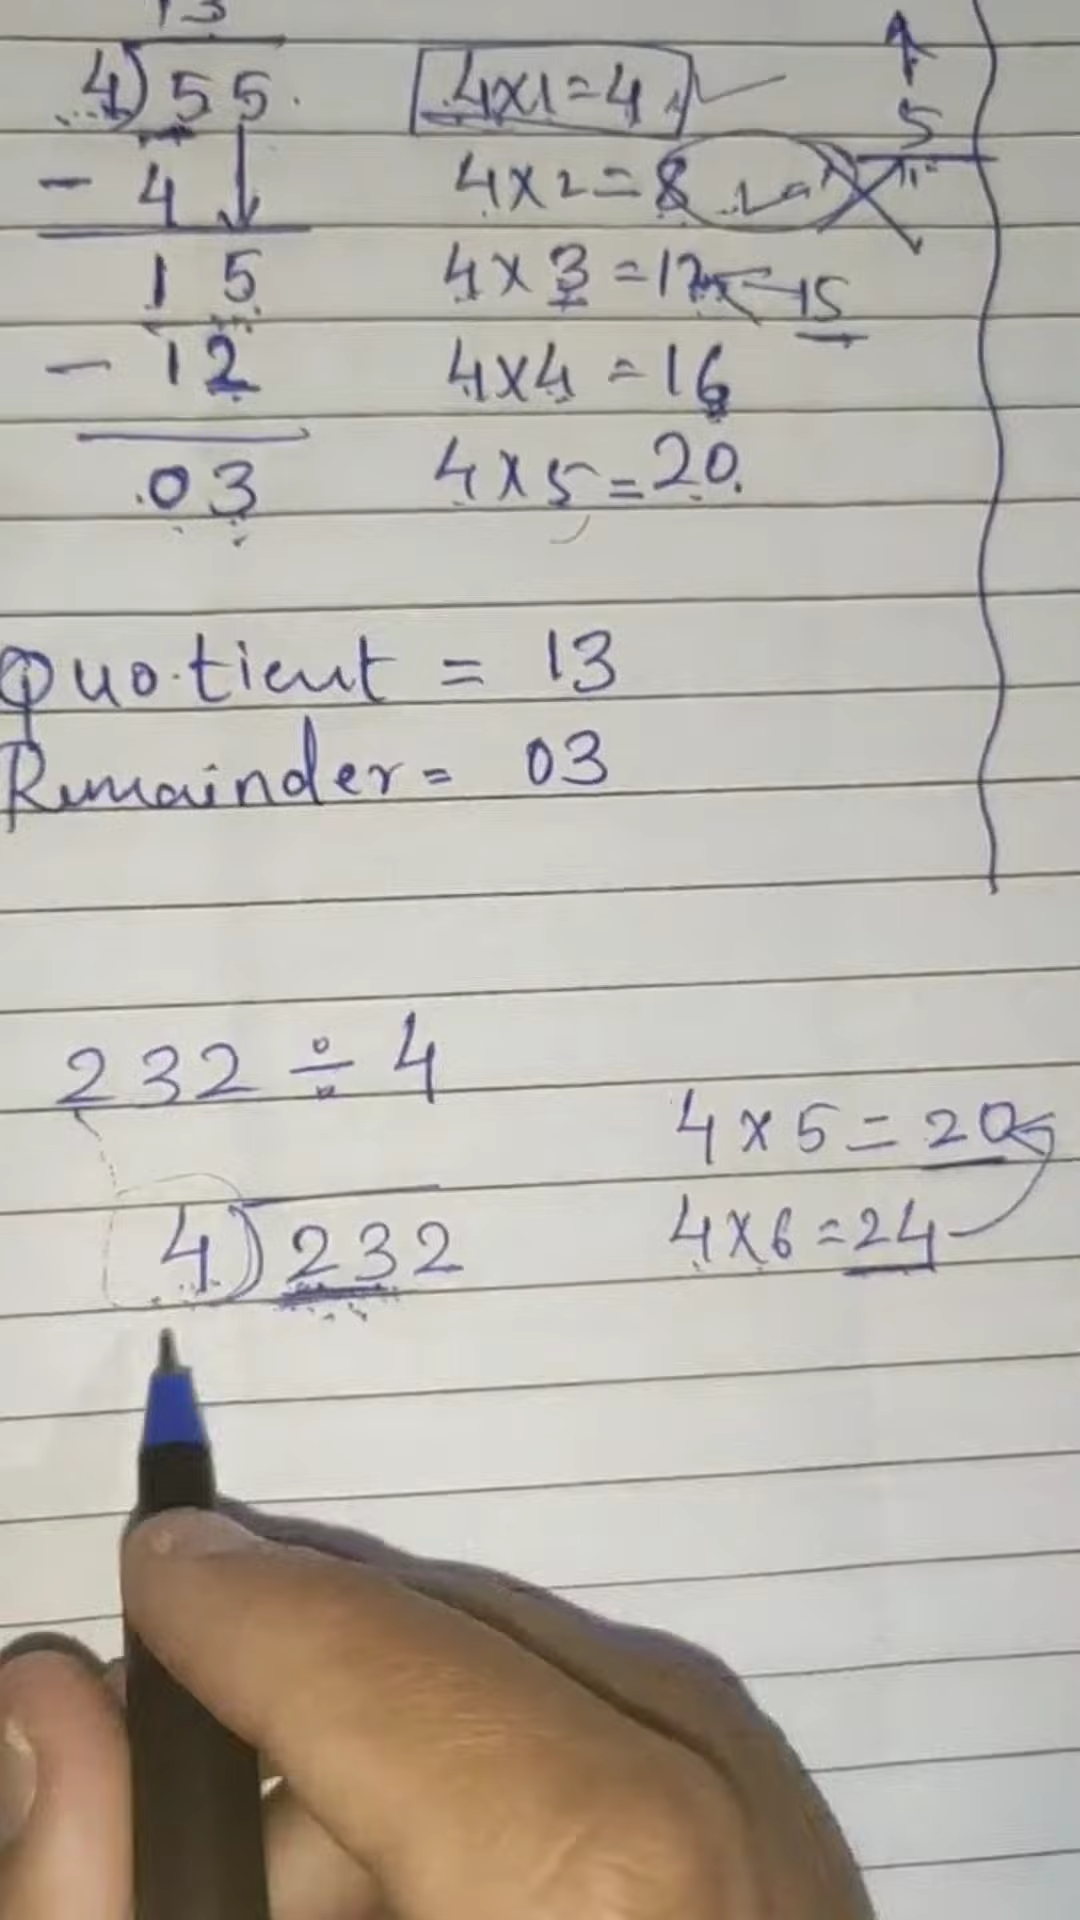 13
4)55 4x1=4
5
- 4 4x2=8
15 4x3=12 15
- 12 4x4=16
03 4x5=20
Quotient = 13
Remainder = 03
232 ÷ 4
4x5=20
4)232 4x6=24